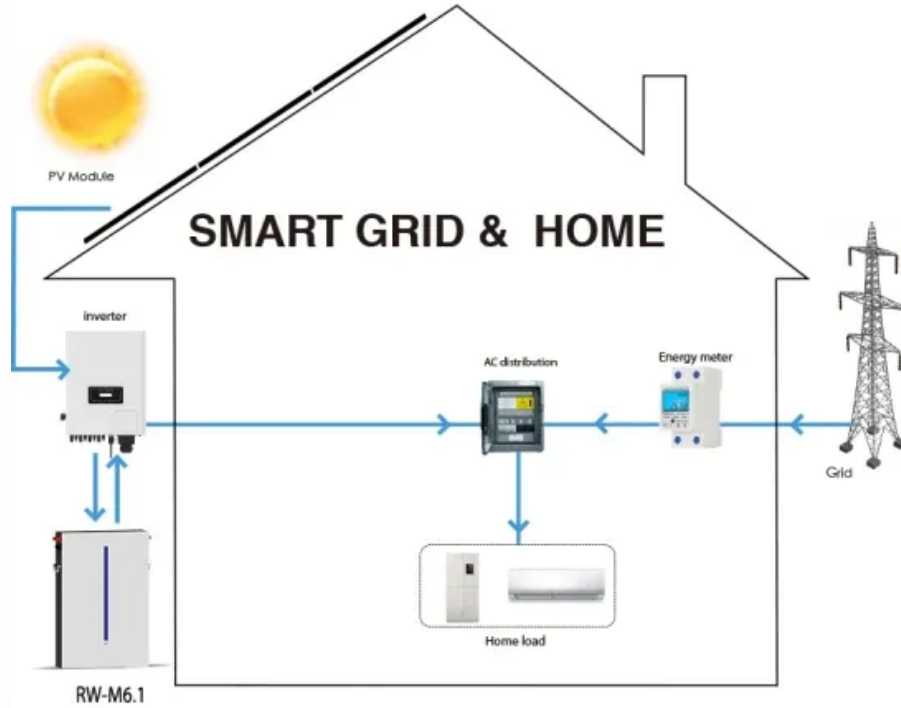 PV Module
SMART GRID & HOME
inverter
AC distribution
Energy meter
Grid
Home load
RW-M6.1